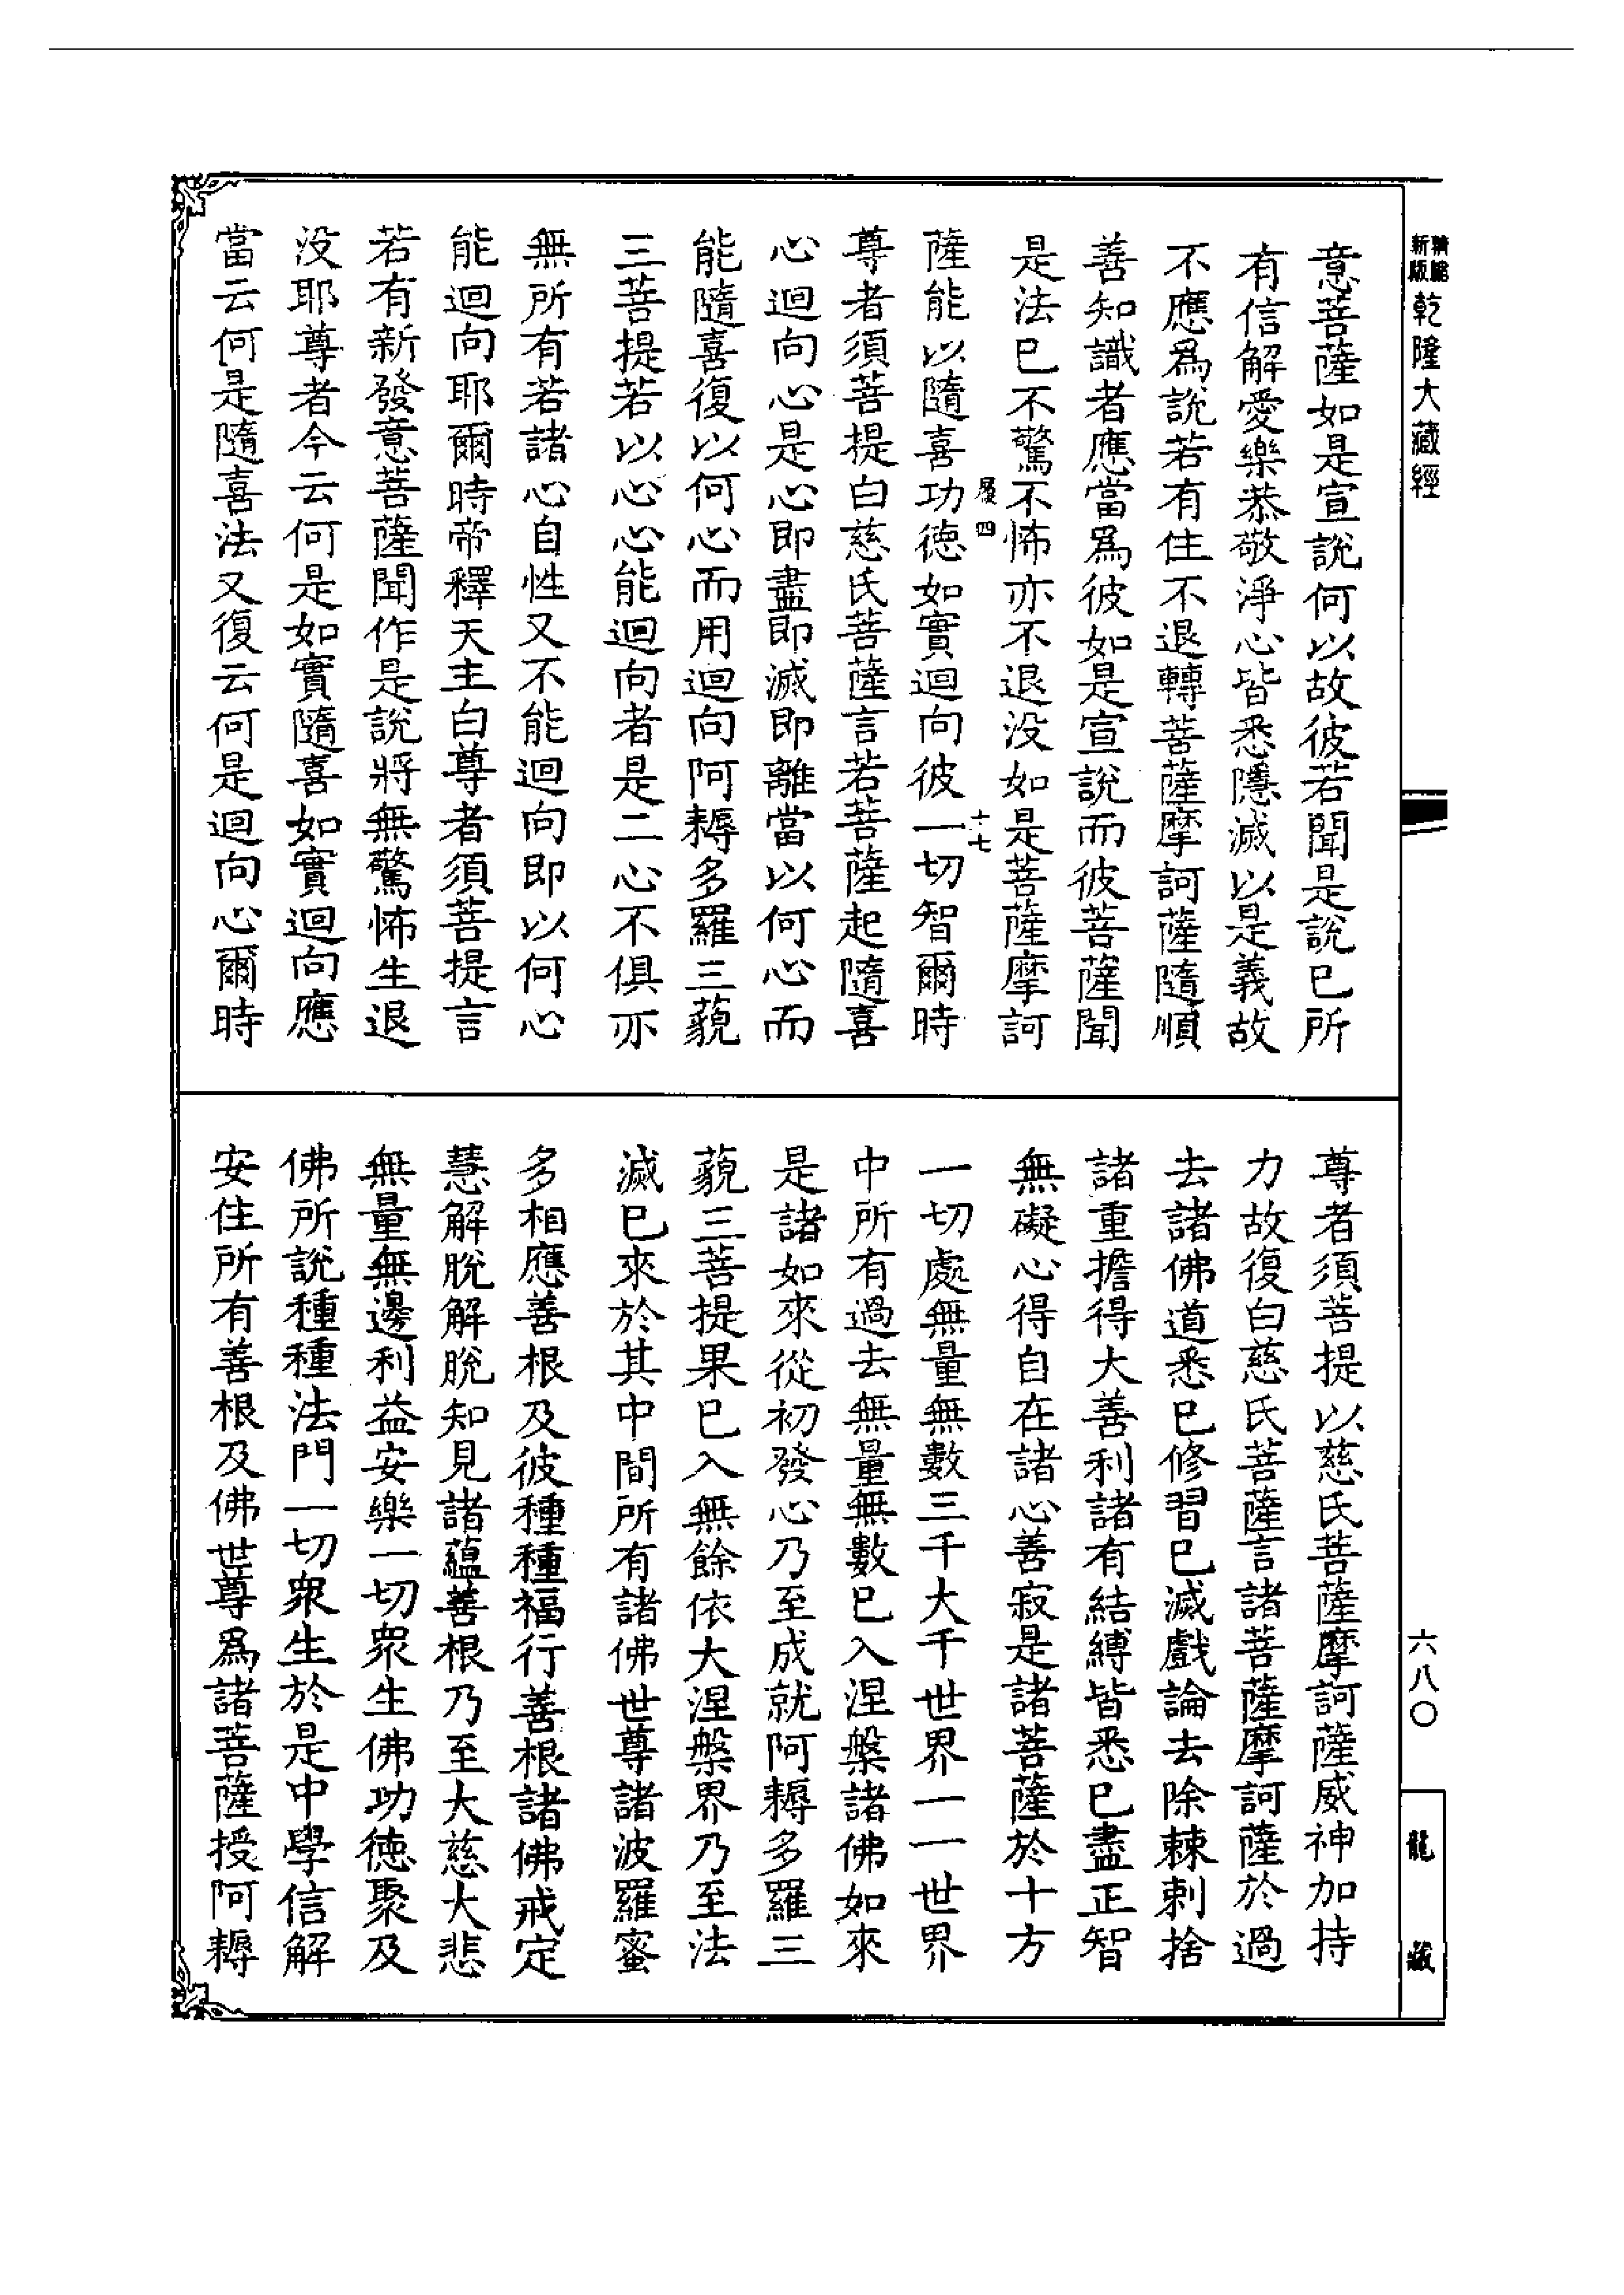 新版
精縮
乾隆大藏經
六八〇
龍藏
意菩薩如是宣說何以故彼若聞是說已所
有信解愛樂恭敬淨心皆悉隱滅以是義故
不應爲說若有住不退轉菩薩摩訶薩隨順
善知識者應當爲彼如是宣說而彼菩薩聞
是法已不驚不怖亦不退没如是菩薩摩訶
履四
十七
薩能以隨喜功德如實迴向彼一切智爾時
尊者須菩提白慈氏菩薩言若菩薩起隨喜
心迴向心是心即盡即滅即離當以何心而
能隨喜復以何心而用迴向阿耨多羅三藐
三菩提若以心心能迴向者是二心不俱亦
無所有若諸心自性又不能迴向即以何心
能迴向耶爾時帝釋天主白尊者須菩提言
若有新發意菩薩聞作是說將無驚怖生退
没耶尊者今云何是如實隨喜如實迴向應
當云何是隨喜法又復云何是迴向心爾時
尊者須菩提以慈氏菩薩摩訶薩威神加持
力故復白慈氏菩薩言諸菩薩摩訶薩於過
去諸佛道悉已修習已滅戲論去除棘刺捨
諸重擔得大善利諸有結縛皆悉已盡正智
無礙心得自在諸心善寂是諸菩薩於十方
一切處無量無數三千大千世界一一世界
中所有過去無量無數已入涅槃諸佛如來
是諸如來從初發心乃至成就阿耨多羅三
藐三菩提果已入無餘依大涅槃界乃至法
滅已來於其中間所有諸佛世尊諸波羅蜜
多相應善根及彼種種福行善根諸佛戒定
慧解脫解脫知見諸蘊善根乃至大慈大悲
無量無邊利益安樂一切衆生佛功德聚及
佛所說種種法門一切衆生於是中學信解
安住所有善根及佛世尊爲諸菩薩授阿耨